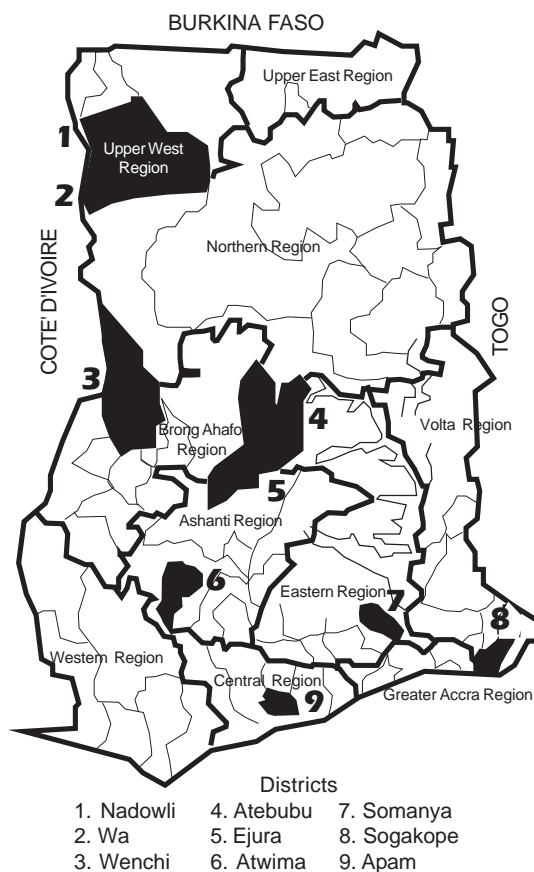 BURKINA FASO
Upper East Region
1
Upper West
Region
2
Northern Region
COTE' D'IVOIRE
TOGO
3
4
Volta Region
Brong Ahafo
Region
5
Ashanti Region
6
Eastern Region
7
8
Western Region
Central Region
9
Greater Accra Region
Districts
1. Nadowli 4. Atebubu 7. Somanya
2. Wa 5. Ejura 8. Sogakope
3. Wenchi 6. Atwima 9. Apam